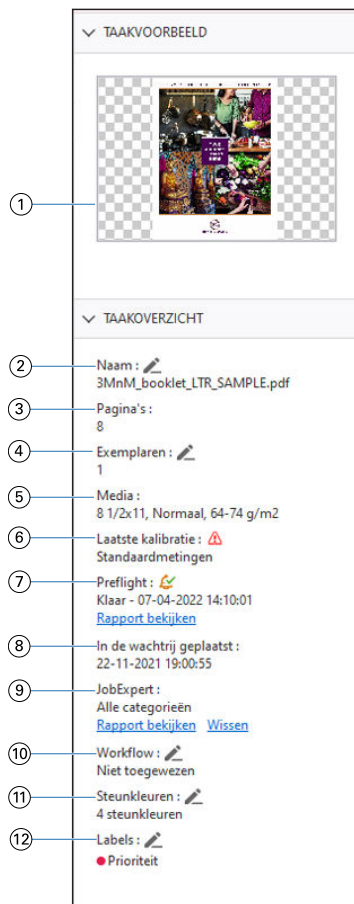 TAAKVOORBEELD
1
TAAKOVERZICHT
2 Naam :
3MnM_booklet_LTR_SAMPLE.pdf
3 Pagina's :
8
4 Exemplaren :
1
5 Media :
8 1/2x11, Normaal, 64-74 g/m2
6 Laatste kalibratie :
Standaardmetingen
7 Preflight :
Klaar - 07-04-2022 14:10:01
Rapport bekijken
8 In de wachtrij geplaatst :
22-11-2021 19:00:55
9 JobExpert :
Alle categorieën
Rapport bekijken Wissen
10 Workflow :
Niet toegewezen
11 Steunkleuren :
4 steunkleuren
12 Labels :
Prioriteit